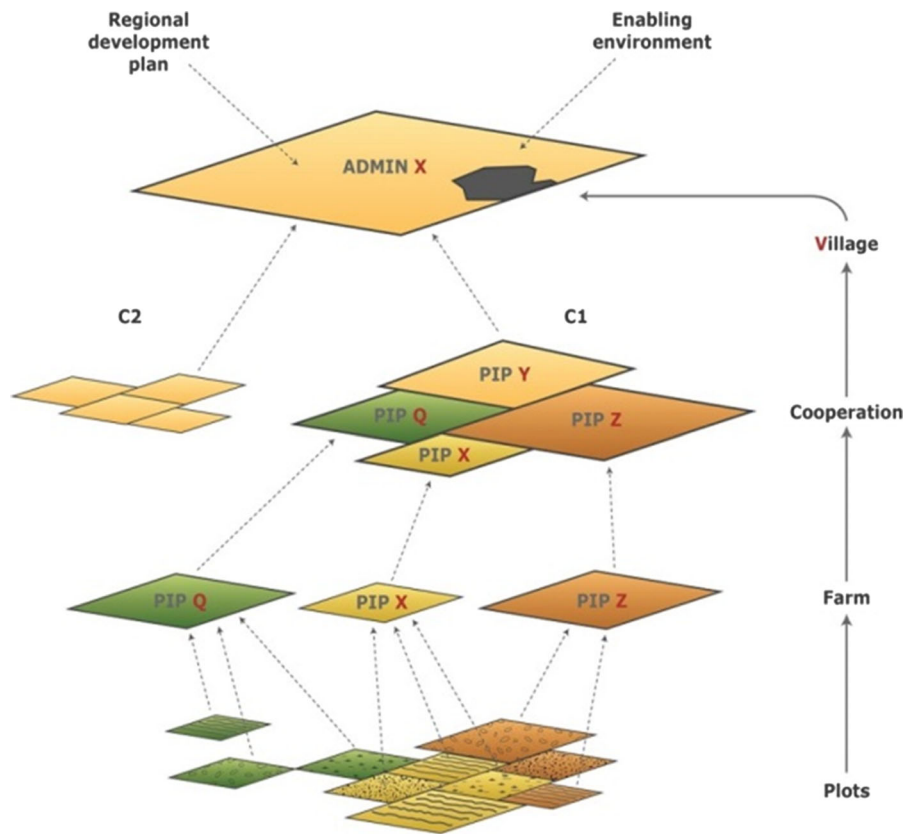 Regional
development
plan
Enabling
environment
ADMIN X
Village
C2
C1
PIP Y
PIP Q
PIP Z
Cooperation
PIP X
PIP Q
PIP X
PIP Z
Farm
Plots